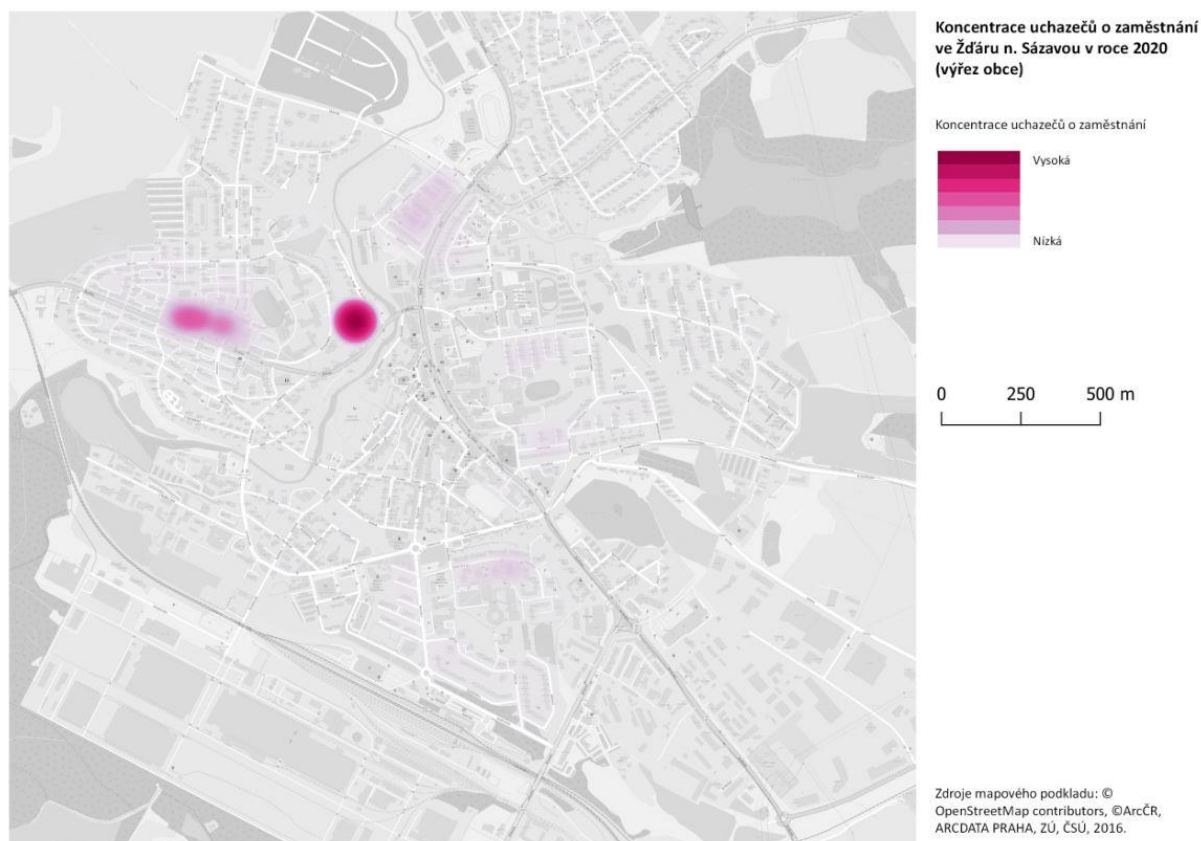 Koncentrace uchazečů o zaměstnání
ve Žďáru n. Sázavou v roce 2020
(výřez obce)
Koncentrace uchazečů o zaměstnání
Vysoká
Nízká
0 250 500 m
Zdroje mapového podkladu: ©
OpenStreetMap contributors, ©ArcČR,
ARCDATA PRAHA, ZÚ, ČSÚ, 2016.